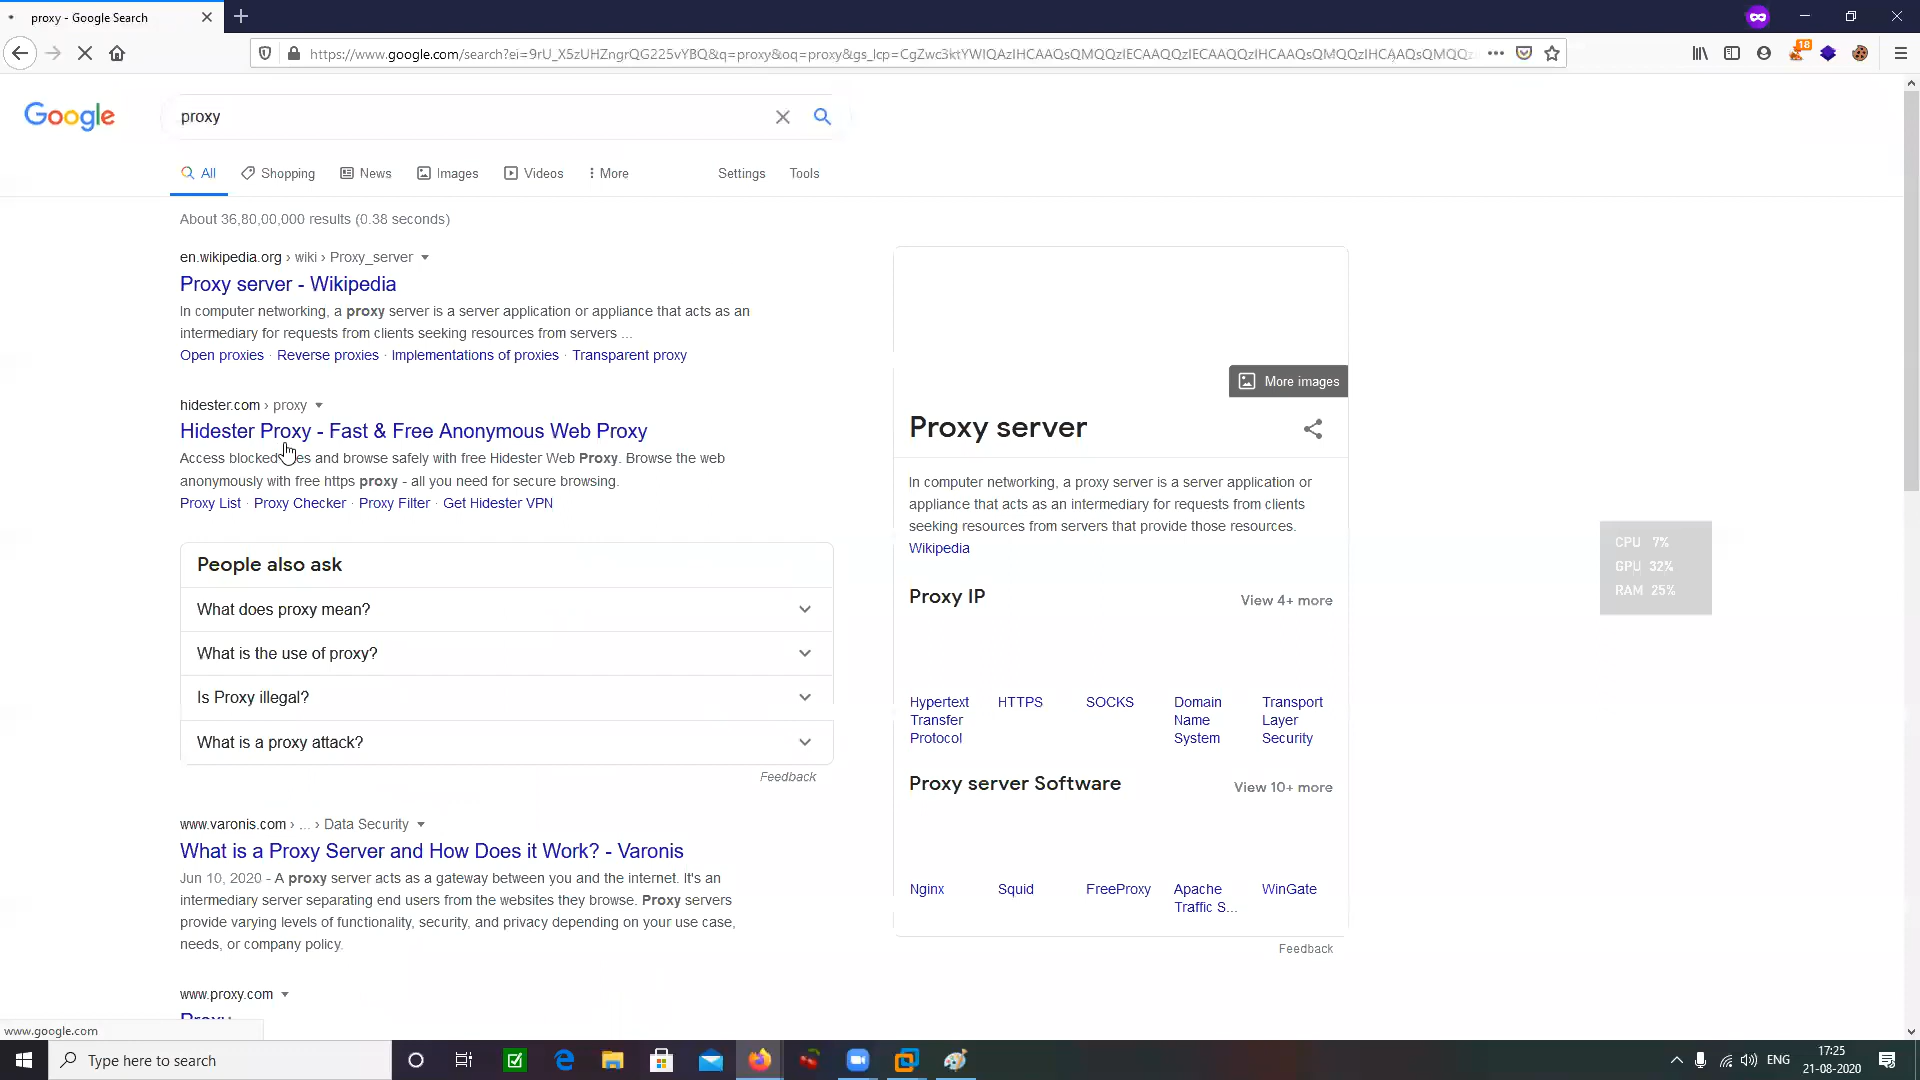 proxy - Google Search
https://www.google.com/search?ei=9rU_X5zUHZngrQG225vYBQ&q=proxy&oq=proxy&gs_lcp=CgZwc3ktYWIQAzIHCAAQsQMQQzIECAAQQzIECAAQQzIHCAAQsQMQQzIHCAAQsQMQQ
18
Google
proxy
All Shopping News Images Videos More Settings Tools
About 36,80,00,000 results (0.38 seconds)
en.wikipedia.org › wiki › Proxy_server
Proxy server - Wikipedia
In computer networking, a proxy server is a server application or appliance that acts as an
intermediary for requests from clients seeking resources from servers ...
Open proxies · Reverse proxies · Implementations of proxies · Transparent proxy
hidester.com › proxy
Hidester Proxy - Fast & Free Anonymous Web Proxy
Access blocked and browse safely with free Hidester Web Proxy. Browse the web
anonymously with free https proxy - all you need for secure browsing.
Proxy List · Proxy Checker · Proxy Filter · Get Hidester VPN
People also ask
What does proxy mean?
What is the use of proxy?
Is Proxy illegal?
What is a proxy attack?
Feedback
www.varonis.com › ... › Data Security
What is a Proxy Server and How Does it Work? - Varonis
Jun 10, 2020 - A proxy server acts as a gateway between you and the internet. It's an
intermediary server separating end users from the websites they browse. Proxy servers
provide varying levels of functionality, security, and privacy depending on your use case,
needs, or company policy.
www.proxy.com
Proxy
www.google.com
More images
Proxy server
In computer networking, a proxy server is a server application or
appliance that acts as an intermediary for requests from clients
seeking resources from servers that provide those resources.
Wikipedia
Proxy IP View 4+ more
Hypertext Transfer Protocol
HTTPS
SOCKS
Domain Name System
Transport Layer Security
Proxy server Software View 10+ more
Nginx
Squid
FreeProxy
Apache Traffic S...
WinGate
Feedback
CPU 7%
GPU 32%
RAM 25%
Type here to search
ENG
17:25
21-08-2020